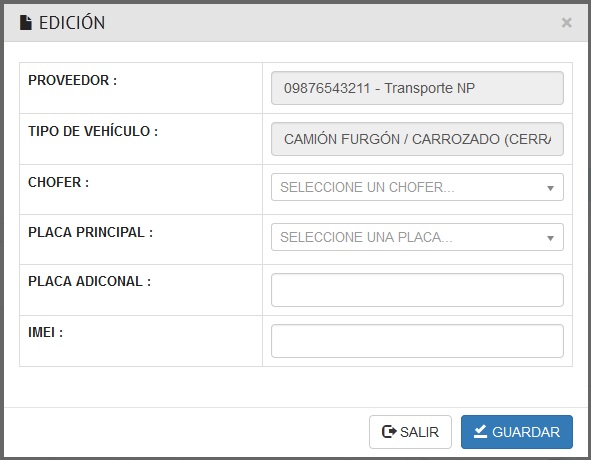 EDICIÓN
×
PROVEEDOR :
09876543211 - Transporte NP
TIPO DE VEHÍCULO :
CAMIÓN FURGÓN / CARROZADO (CERRA
CHOFER :
SELECCIONE UN CHOFER...
PLACA PRINCIPAL :
SELECCIONE UNA PLACA...
PLACA ADICONAL :
IMEI :
SALIR
GUARDAR